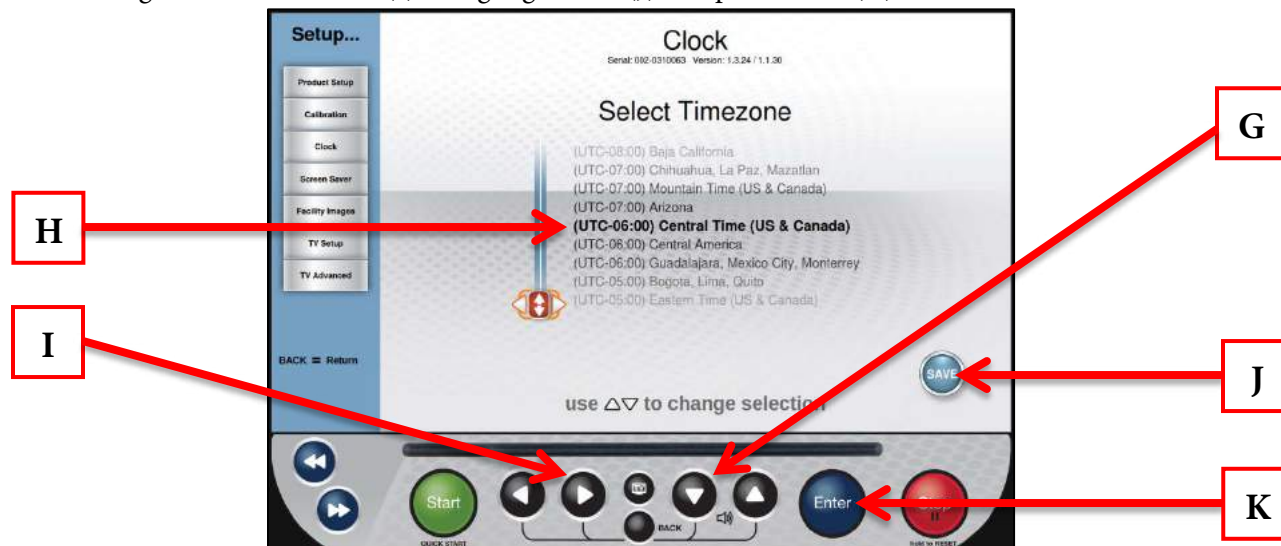 Setup...
Clock
Serial: 002-0310063 Version: 1.3.24 / 1.1.30
Product Setup
Calibration
Clock
Screen Saver
Facility Images
TV Setup
TV Advanced
BACK = Return
Select Timezone
(UTC-08:00) Baja California
(UTC-07:00) Chihuahua, La Paz, Mazatlan
(UTC-07:00) Mountain Time (US & Canada)
(UTC-07:00) Arizona
(UTC-06:00) Central Time (US & Canada)
(UTC-06:00) Central America
(UTC-06:00) Guadalajara, Mexico City, Monterrey
(UTC-05:00) Bogota, Lima, Quito
(UTC-05:00) Eastern Time (US & Canada)
SAVE
use △▽ to change selection
Start
QUICK START
BACK
Enter
Stop
hold to RESET
G
H
I
J
K